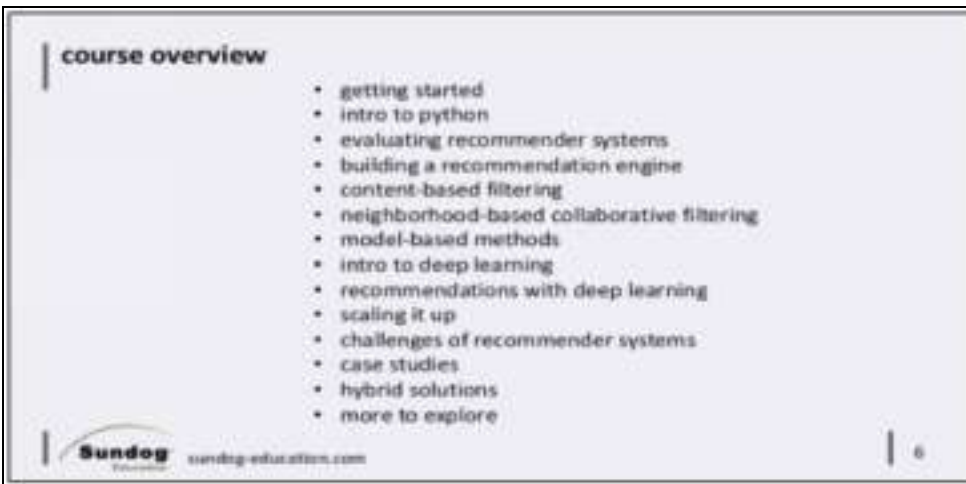 course overview
• getting started
• intro to python
• evaluating recommender systems
• building a recommendation engine
• content-based filtering
• neighborhood-based collaborative filtering
• model-based methods
• intro to deep learning
• recommendations with deep learning
• scaling it up
• challenges of recommender systems
• case studies
• hybrid solutions
• more to explore
Sundog
Education
sundog-education.com
6